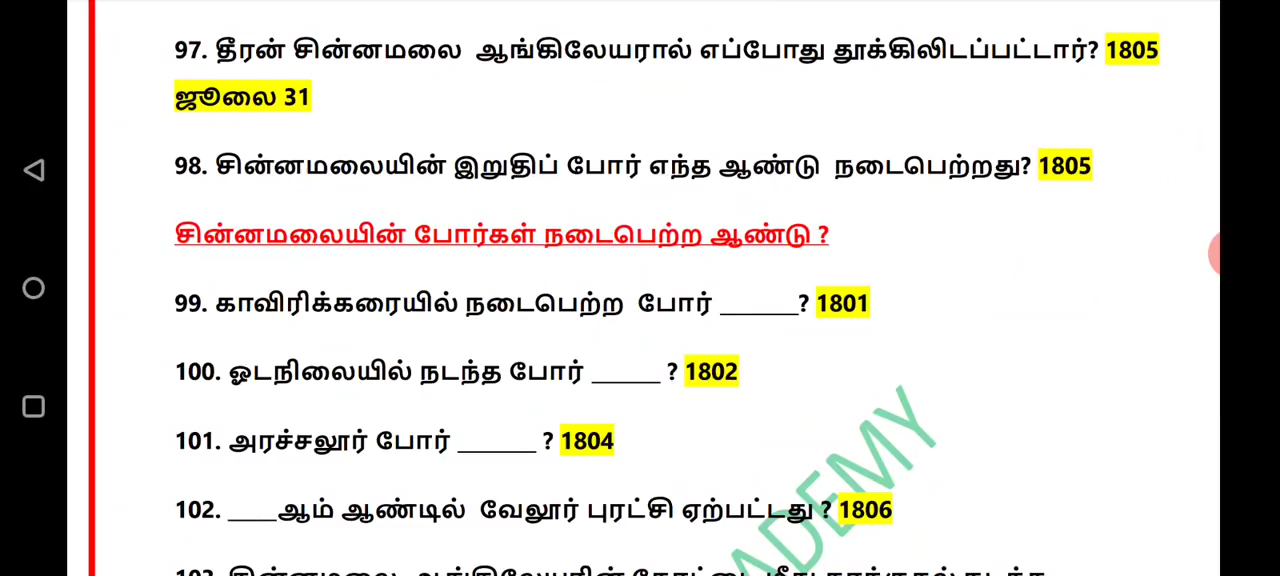 97. தீரன் சின்னமலை ஆங்கிலேயரால் எப்போது தூக்கிலிடப்பட்டார்? 1805
ஜூலை 31
98. சின்னமலையின் இறுதிப் போர் எந்த ஆண்டு நடைபெற்றது? 1805
சின்னமலையின் போர்கள் நடைபெற்ற ஆண்டு ?
99. காவிரிக்கரையில் நடைபெற்ற போர் _______? 1801
100. ஓடநிலையில் நடந்த போர் ______ ? 1802
101. அரச்சலூர் போர் _______ ? 1804
ADEMY
102. ____ஆம் ஆண்டில் வேலூர் புரட்சி ஏற்பட்டது ? 1806